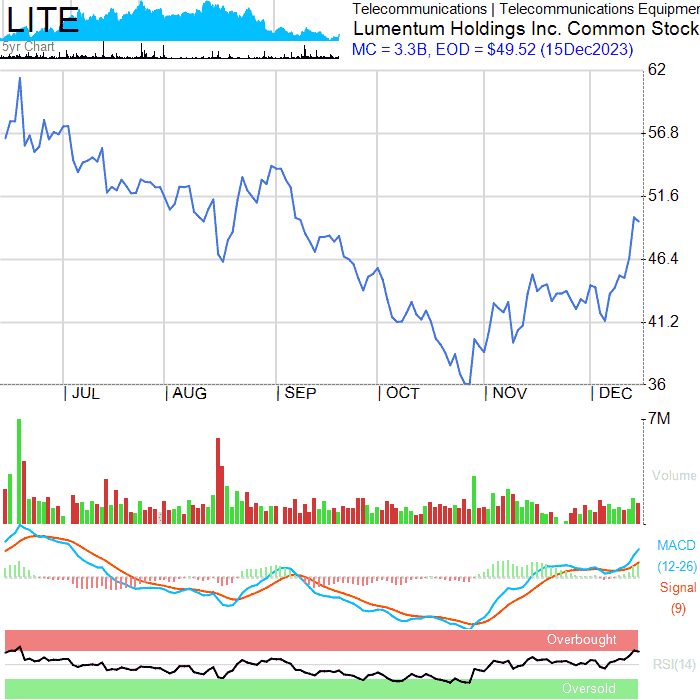 LITE
5yr Chart
Telecommunications | Telecommunications Equipmen
Lumentum Holdings Inc. Common Stock
MC = 3.3B, EOD = $49.52 (15Dec2023)
62
56.8
51.6
46.4
41.2
36
| JUL | AUG | SEP | OCT | NOV | DEC
7M
Volume
MACD
(12-26)
Signal
(9)
Overbought
RSI(14)
Oversold